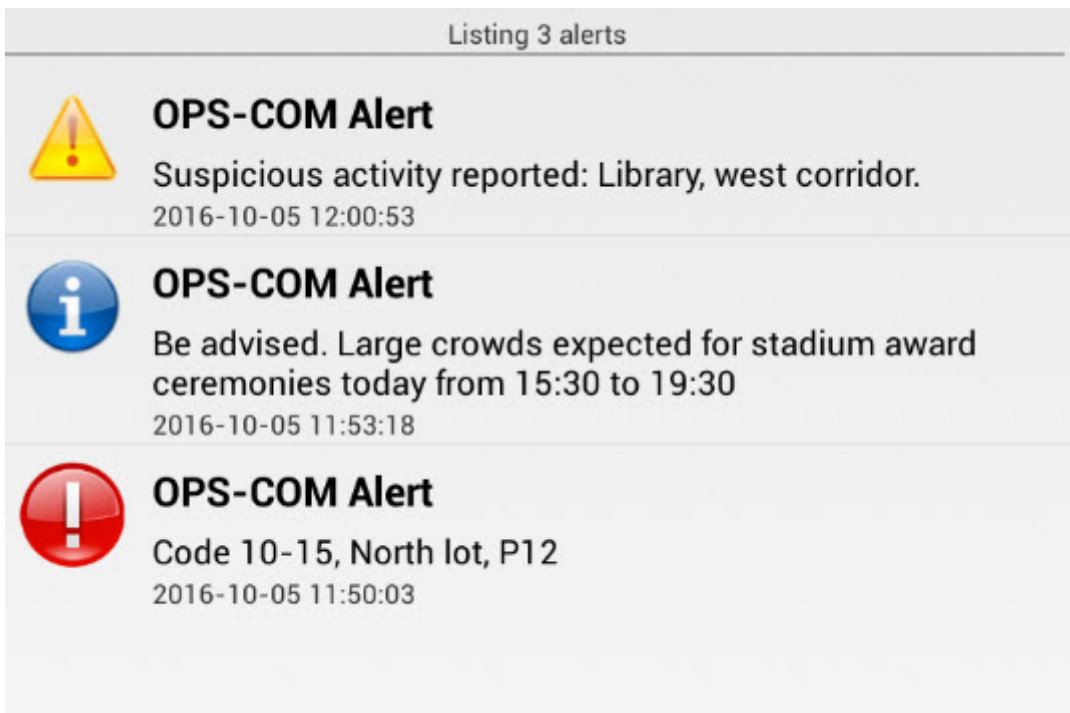 Listing 3 alerts
OPS-COM Alert
Suspicious activity reported: Library, west corridor.
2016-10-05 12:00:53
OPS-COM Alert
Be advised. Large crowds expected for stadium award
ceremonies today from 15:30 to 19:30
2016-10-05 11:53:18
OPS-COM Alert
Code 10-15, North lot, P12
2016-10-05 11:50:03